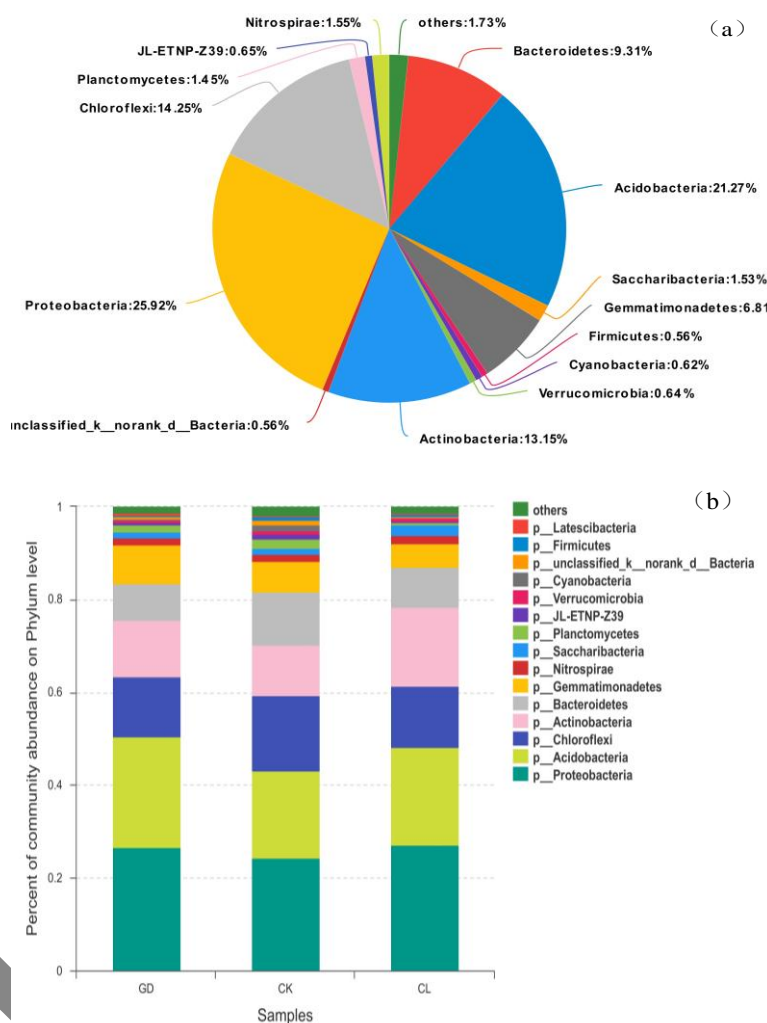 Nitrospirae:1.55%
others:1.73%
(a)
JL-ETNP-Z39:0.65%
Bacteroidetes:9.31%
Planctomycetes:1.45%
Chloroflexi:14.25%
Acidobacteria:21.27%
Saccharibacteria:1.53%
Proteobacteria:25.92%
Gemmatimonadetes:6.81
Firmicutes:0.56%
Cyanobacteria:0.62%
Verrucomicrobia:0.64%
unclassified_k__norank_d__Bacteria:0.56%
Actinobacteria:13.15%
(b)
Percent of community abundance on Phylum level
1
0.8
0.6
0.4
0.2
0
GD
CK
CL
Samples
others
p__Latescibacteria
p__Firmicutes
p__unclassified_k__norank_d__Bacteria
p__Cyanobacteria
p__Verrucomicrobia
p__JL-ETNP-Z39
p__Planctomycetes
p__Saccharibacteria
p__Nitrospirae
p__Gemmatimonadetes
p__Bacteroidetes
p__Actinobacteria
p__Chloroflexi
p__Acidobacteria
p__Proteobacteria